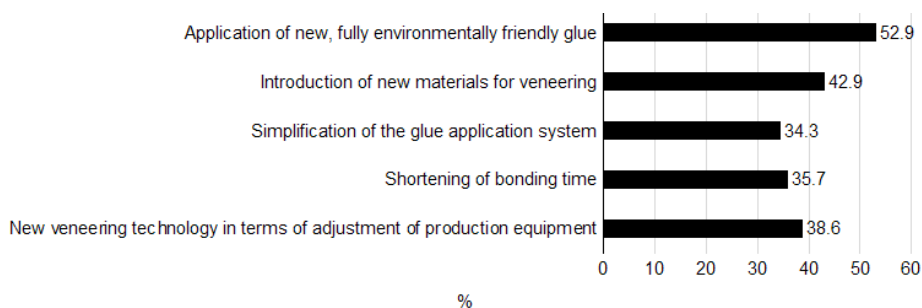 Application of new, fully environmentally friendly glue 52.9
Introduction of new materials for veneering 42.9
Simplification of the glue application system 34.3
Shortening of bonding time 35.7
New veneering technology in terms of adjustment of production equipment 38.6
0 10 20 30 40 50 60
%